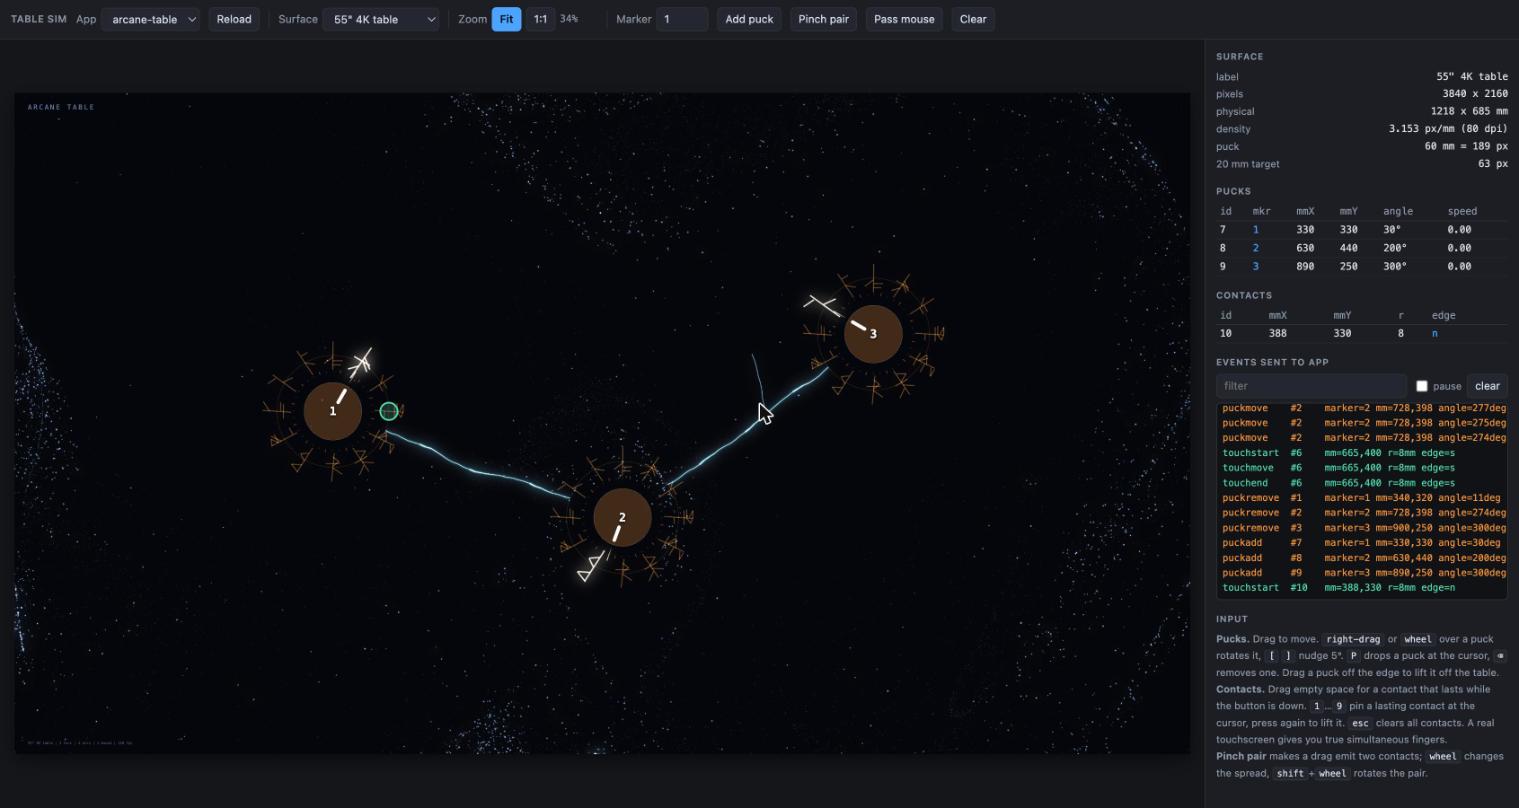 TABLE SIM App arcane-table Reload Surface 55" 4K table Zoom Fit 1:1 34% Marker 1 Add puck Pinch pair Pass mouse Clear
ARCANE TABLE
1
2
3
SURFACE
label 55" 4K table
pixels 3840 x 2160
physical 1218 x 685 mm
density 3.153 px/mm (80 dpi)
puck 60 mm = 189 px
20 mm target 63 px
PUCKS
id mkr mmX mmY angle speed
7 1 330 330 30° 0.00
8 2 630 440 200° 0.00
9 3 890 250 300° 0.00
CONTACTS
id mmX mmY r edge
10 388 330 8 n
EVENTS SENT TO APP
filter pause clear
puckmove #2 marker=2 mm=728,398 angle=277deg
puckmove #2 marker=2 mm=728,398 angle=275deg
puckmove #2 marker=2 mm=728,398 angle=274deg
touchstart #6 mm=665,400 r=8mm edge=s
touchmove #6 mm=665,400 r=8mm edge=s
touchend #6 mm=665,400 r=8mm edge=s
puckremove #1 marker=1 mm=340,320 angle=11deg
puckremove #2 marker=2 mm=728,398 angle=274deg
puckremove #3 marker=3 mm=900,250 angle=300deg
puckadd #7 marker=1 mm=330,330 angle=30deg
puckadd #8 marker=2 mm=630,440 angle=200deg
puckadd #9 marker=3 mm=890,250 angle=300deg
touchstart #10 mm=388,330 r=8mm edge=n
INPUT
Pucks. Drag to move. right-drag or wheel over a puck
rotates it, [ ] nudge 5°. P drops a puck at the cursor, ⌫
removes one. Drag a puck off the edge to lift it off the table.
Contacts. Drag empty space for a contact that lasts while
the button is down. 1…9 pin a lasting contact at the
cursor, press again to lift it. esc clears all contacts. A real
touchscreen gives you true simultaneous fingers.
Pinch pair makes a drag emit two contacts; wheel changes
the spread, shift+wheel rotates the pair.